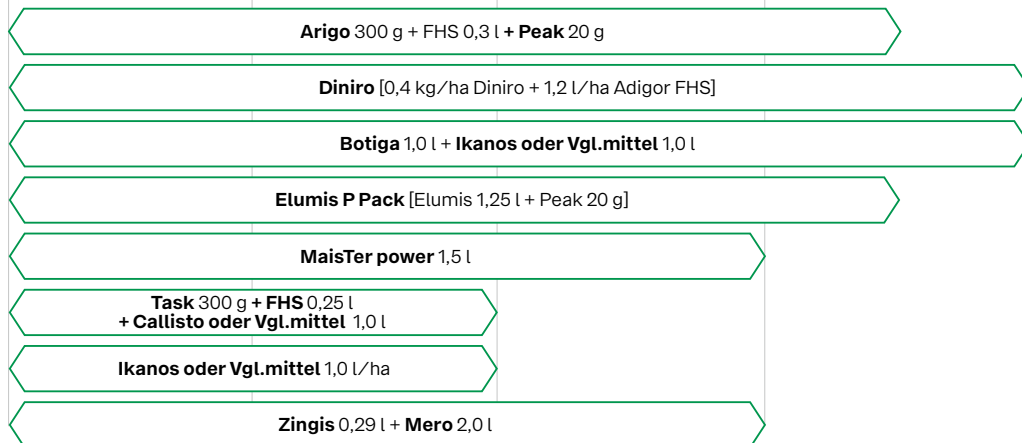 Arigo 300 g + FHS 0,3 l + Peak 20 g
Diniro [0,4 kg/ha Diniro + 1,2 l/ha Adigor FHS]
Botiga 1,0 l + Ikanos oder Vgl.mittel 1,0 l
Elumis P Pack [Elumis 1,25 l + Peak 20 g]
MaisTer power 1,5 l
Task 300 g + FHS 0,25 l
+ Callisto oder Vgl.mittel 1,0 l
Ikanos oder Vgl.mittel 1,0 l/ha
Zingis 0,29 l + Mero 2,0 l